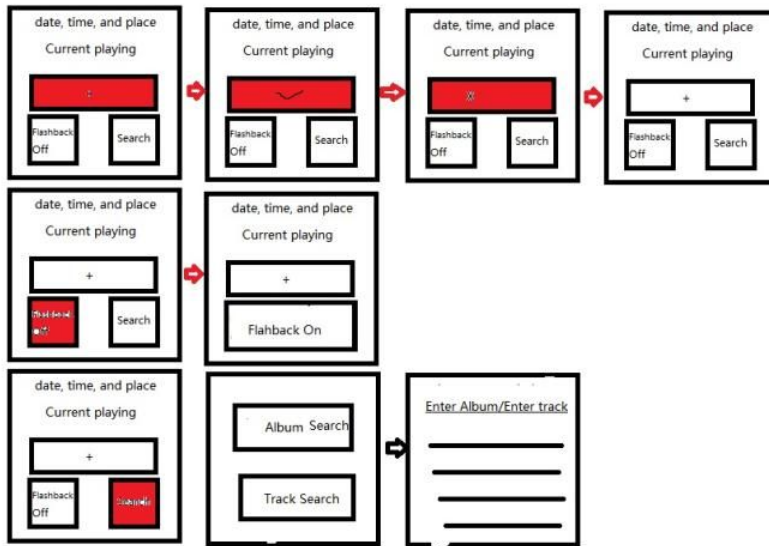 date, time, and place
Current playing
+
Flashback Off
Search
date, time, and place
Current playing
✓
Flashback Off
Search
date, time, and place
Current playing
X
Flashback Off
Search
date, time, and place
Current playing
+
Flashback Off
Search
date, time, and place
Current playing
+
Flashback Off
Search
date, time, and place
Current playing
+
Flahback On
date, time, and place
Current playing
+
Flashback Off
Search
Album Search
Track Search
Enter Album/Enter track